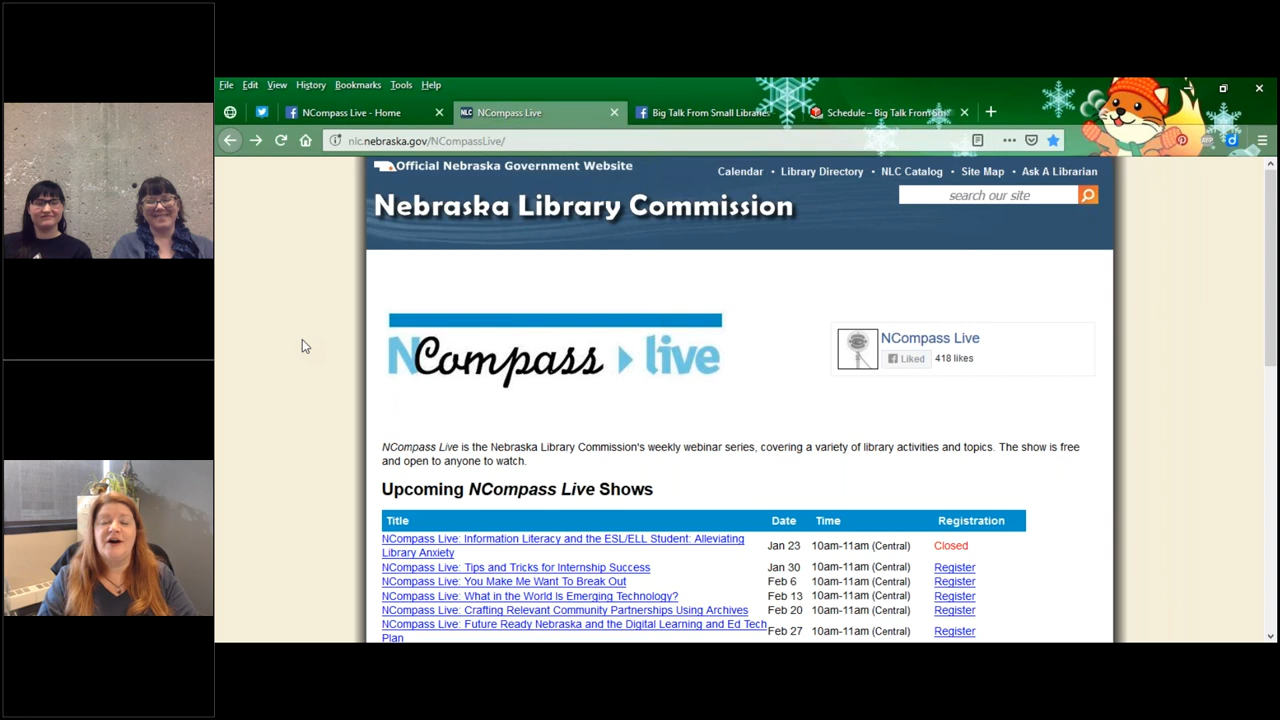 File Edit View History Bookmarks Tools Help
NCompass Live - Home
NLC NCompass Live
Big Talk From Small Libraries
Schedule – Big Talk From Sm
nlc.nebraska.gov/NCompassLive/
Official Nebraska Government Website
Calendar • Library Directory • NLC Catalog • Site Map • Ask A Librarian
Nebraska Library Commission
search our site
NCompass live
NCompass Live
Liked 418 likes
NCompass Live is the Nebraska Library Commission's weekly webinar series, covering a variety of library activities and topics. The show is free
and open to anyone to watch.
Upcoming NCompass Live Shows
Title Date Time Registration
NCompass Live: Information Literacy and the ESL/ELL Student: Alleviating
Library Anxiety Jan 23 10am-11am (Central) Closed
NCompass Live: Tips and Tricks for Internship Success Jan 30 10am-11am (Central) Register
NCompass Live: You Make Me Want To Break Out Feb 6 10am-11am (Central) Register
NCompass Live: What in the World Is Emerging Technology? Feb 13 10am-11am (Central) Register
NCompass Live: Crafting Relevant Community Partnerships Using Archives Feb 20 10am-11am (Central) Register
NCompass Live: Future Ready Nebraska and the Digital Learning and Ed Tech
Plan Feb 27 10am-11am (Central) Register